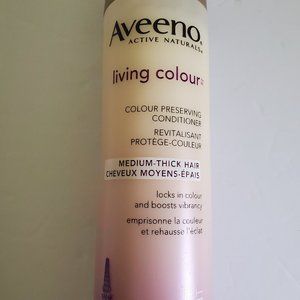 Aveeno.
ACTIVE NATURALS
living colour
COLOUR PRESERVING
CONDITIONER
REVITALISANT
PROTÈGE-COULEUR
MEDIUM-THICK HAIR
CHEVEUX MOYENS-ÉPAIS
locks in colour
and boosts vibrancy
emprisonne la couleur
et rehausse l'éclat